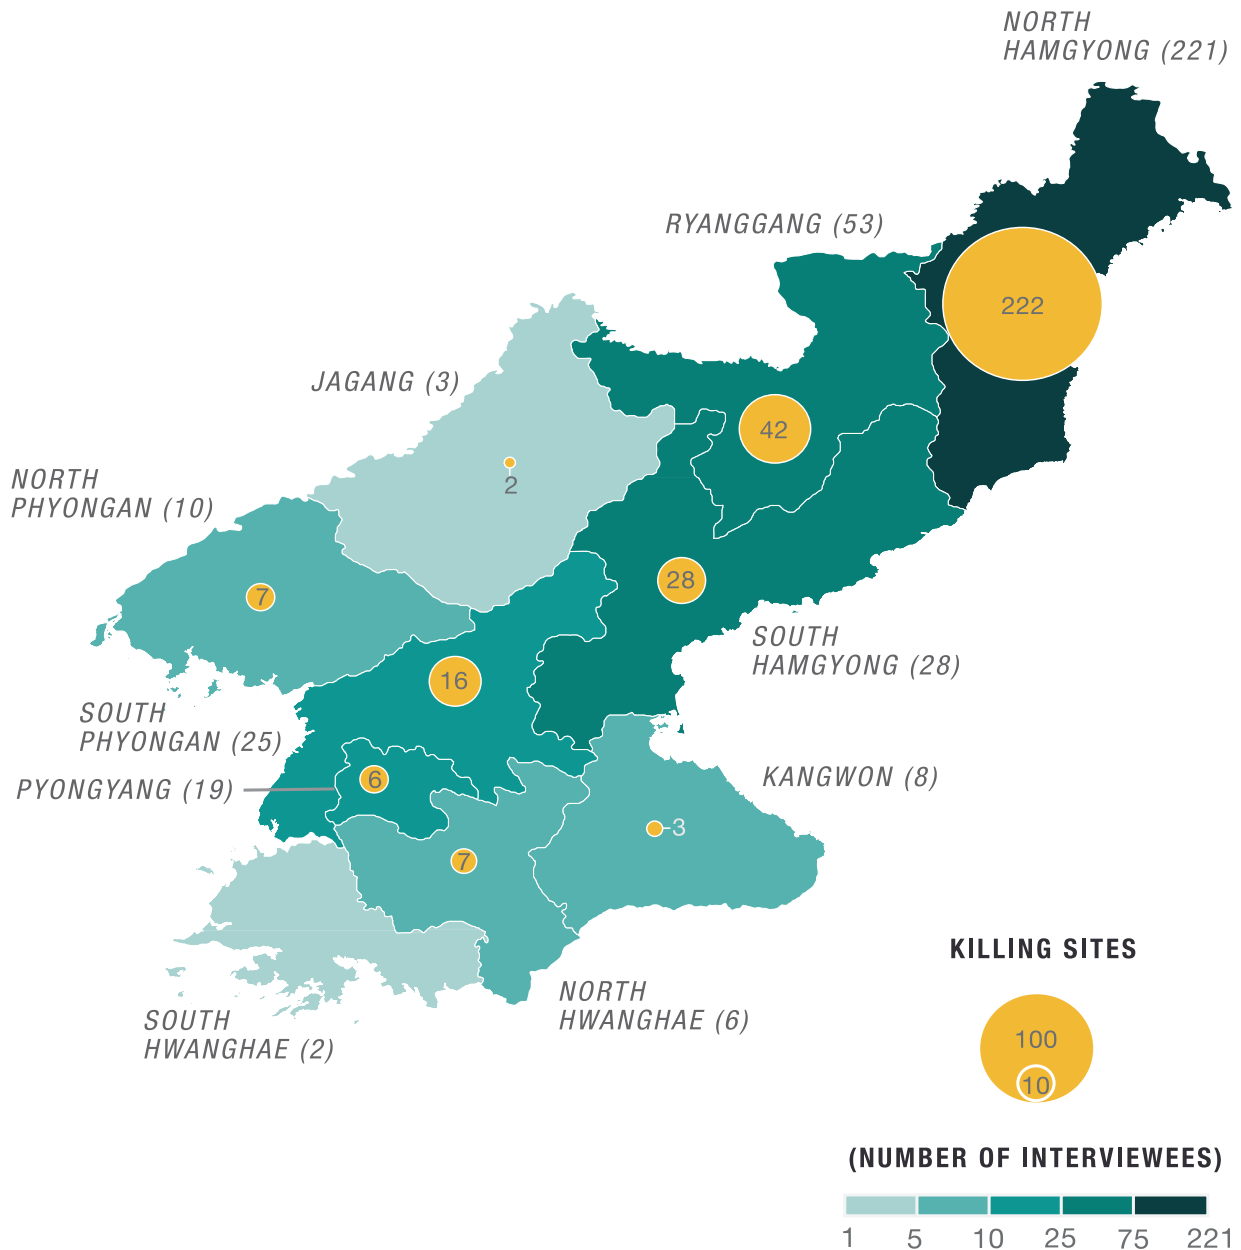 NORTH
HAMGYONG (221)
RYANGGANG (53)
222
JAGANG (3)
42
2
NORTH
PHYONGAN (10)
28
7
SOUTH
HAMGYONG (28)
16
SOUTH
PHYONGAN (25)
KANGWON (8)
PYONGYANG (19)
6
3
7
KILLING SITES
NORTH
HWANGHAE (6)
SOUTH
HWANGHAE (2)
100
10
(NUMBER OF INTERVIEWEES)
1 5 10 25 75 221